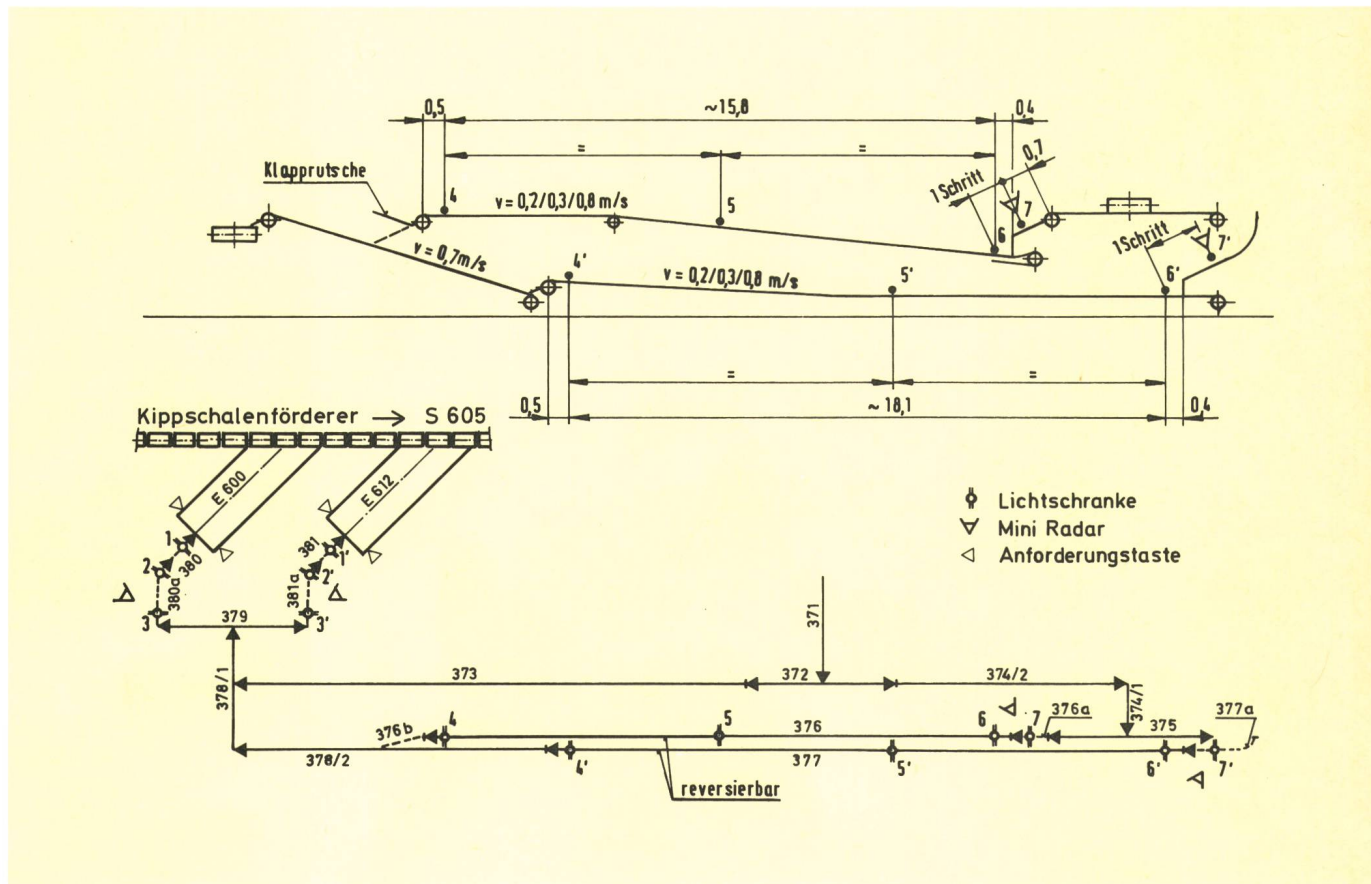 0,5
~15,8
0,4
=
=
0,7
Klapprutsche
1 Schritt
4
v = 0,2/0,3/0,8 m/s
5
6
7
1 Schritt
7'
v = 0,7 m/s
4'
v = 0,2/0,3/0,8 m/s
5'
6'
=
=
0,5
~ 18,1
0,4
Kippschalenförderer → S 605
E 600
E 612
Lichtschranke
Mini Radar
Anforderungstaste
1
380
2
380a
3
381
1'
2'
381a
3'
379
371
378/1
373
372
374/2
374/1
376b
4
5
376
6
7
376a
375
377a
378/2
4'
377
5'
6'
7'
reversierbar